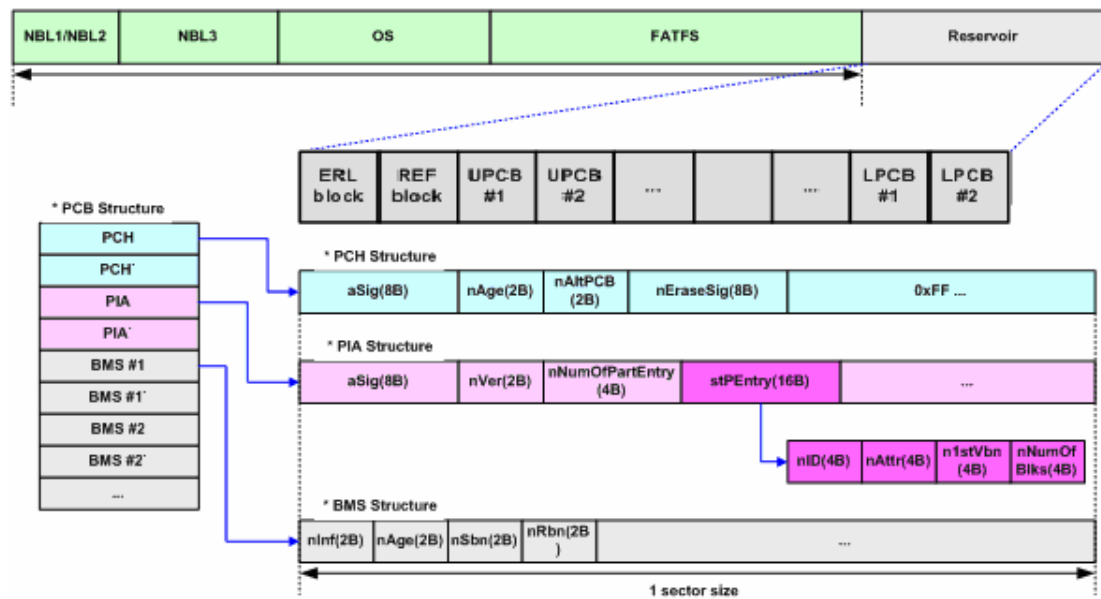 NBL1/NBL2 NBL3 OS FATFS Reservoir
ERL block REF block UPCB #1 UPCB #2 ... ... LPCB #1 LPCB #2
* PCB Structure
PCH
PCH'
PIA
PIA'
BMS #1
BMS #1'
BMS #2
BMS #2'
...
* PCH Structure
aSig(8B) nAge(2B) nAltPCB (2B) nEraseSig(8B) 0xFF ...
* PIA Structure
aSig(8B) nVer(2B) nNumOfPartEntry (4B) stPEntry(16B) ...
nID(4B) nAttr(4B) n1stVbn (4B) nNumOf Blks(4B)
* BMS Structure
nInf(2B) nAge(2B) nSbn(2B) nRbn(2B ) ...
1 sector size